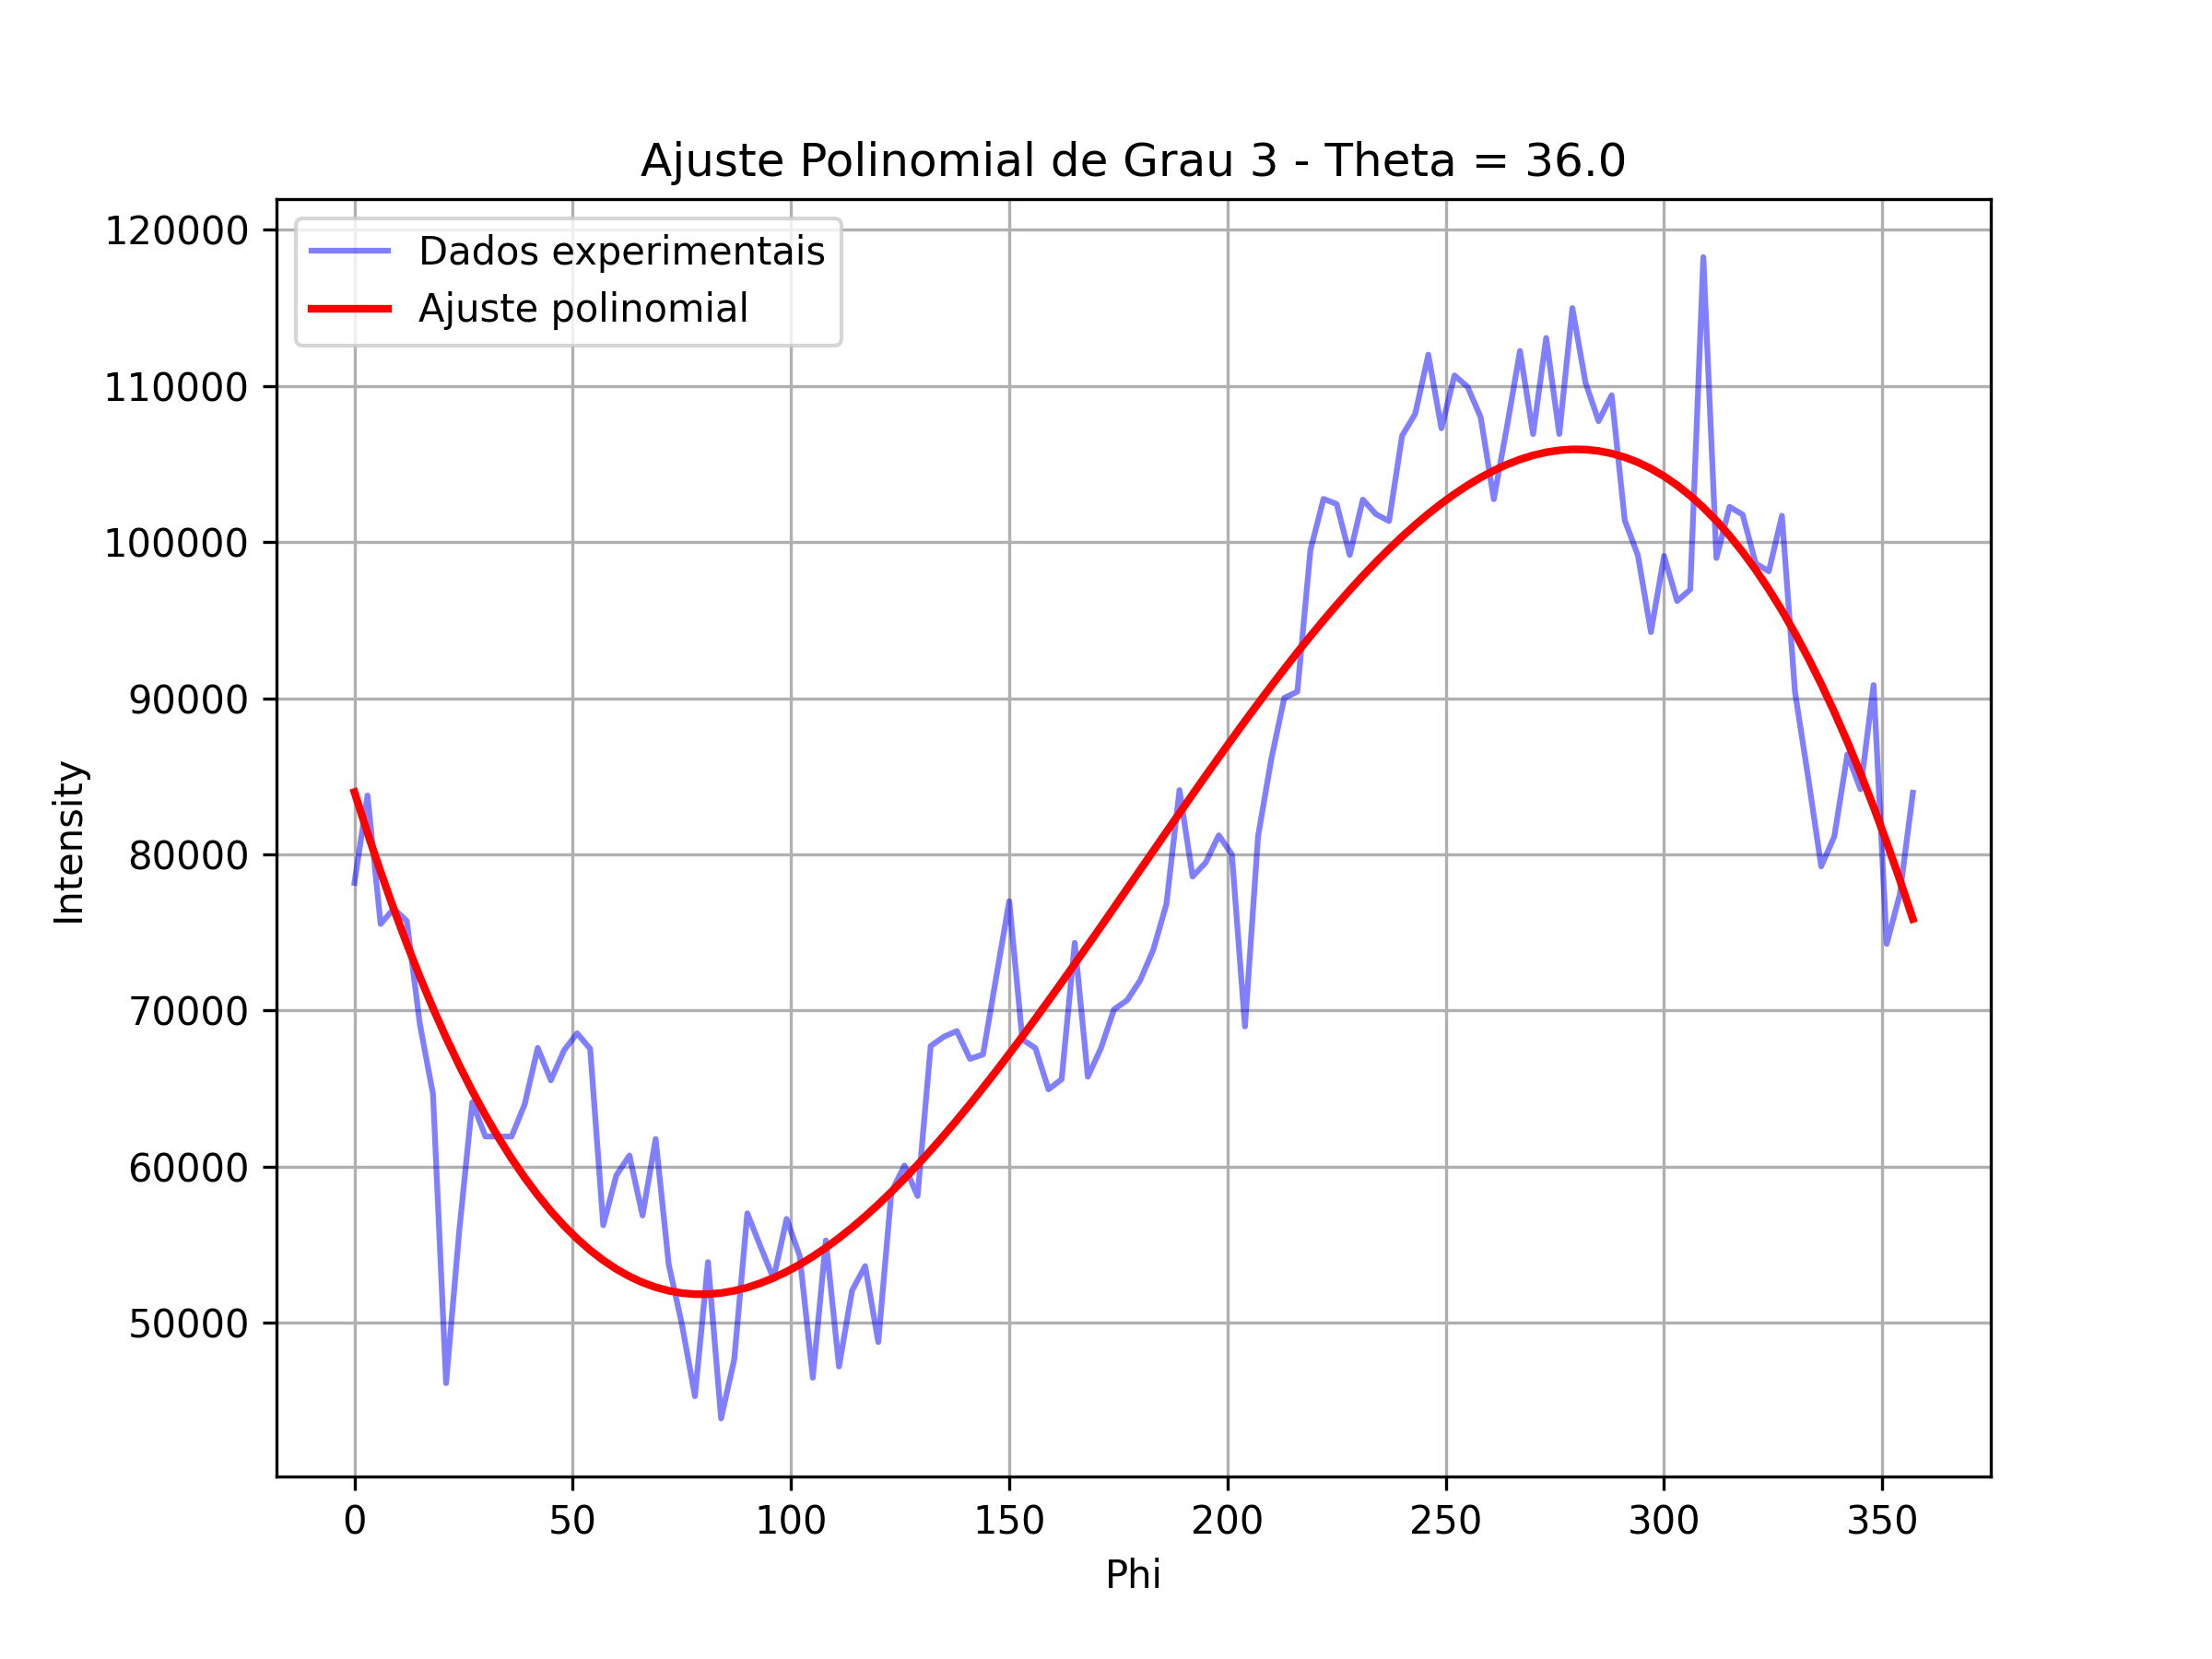 Ajuste Polinomial de Grau 3 - Theta = 36.0
120000
110000
100000
90000
80000
70000
60000
50000
Intensity
Dados experimentais
Ajuste polinomial
0 50 100 150 200 250 300 350
Phi